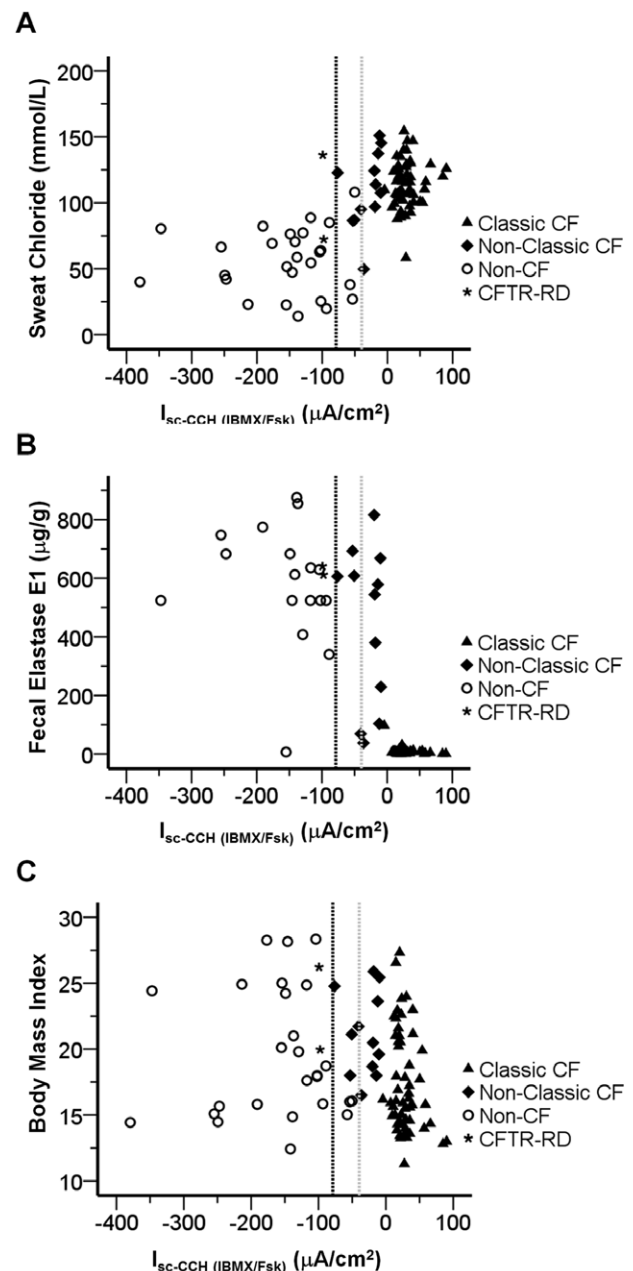 A
Sweat Chloride (mmol/L)
200
150
100
50
0
-400 -300 -200 -100 0 100
Isc-CCH (IBMX/Fsk) (µA/cm²)
Classic CF
Non-Classic CF
Non-CF
CFTR-RD
B
Fecal Elastase E1 (µg/g)
800
600
400
200
0
-400 -300 -200 -100 0 100
Isc-CCH (IBMX/Fsk) (µA/cm²)
Classic CF
Non-Classic CF
Non-CF
CFTR-RD
C
Body Mass Index
30
25
20
15
10
-400 -300 -200 -100 0 100
Isc-CCH (IBMX/Fsk) (µA/cm²)
Classic CF
Non-Classic CF
Non-CF
CFTR-RD